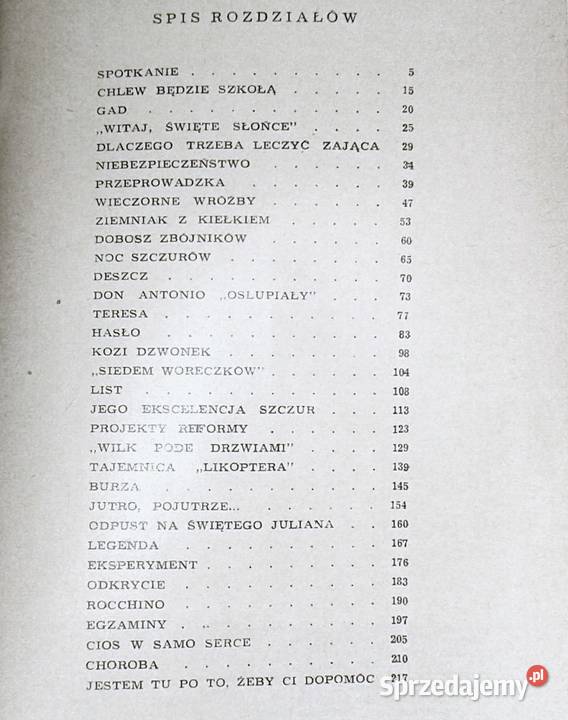 SPIS ROZDZIAŁÓW
SPOTKANIE . . . . . . . . . . 5
CHLEW BĘDZIE SZKOŁĄ . . . . . 15
GAD . . . . . . . . . . . . 20
„WITAJ, ŚWIĘTE SŁOŃCE” . . . . 25
DLACZEGO TRZEBA LECZYĆ ZAJĄCA 29
NIEBEZPIECZEŃSTWO . . . . . . 34
PRZEPROWADZKA . . . . . . . 39
WIECZORNE WRÓŻBY . . . . . . 47
ZIEMNIAK Z KIEŁKIEM . . . . . 53
DOBOSZ ZBÓJNIKÓW . . . . . . 60
NOC SZCZURÓW . . . . . . . 65
DESZCZ . . . . . . . . . . . 70
DON ANTONIO „OSLUPIAŁY” . . . 73
TERESA . . . . . . . . . . . 77
HASŁO . . . . . . . . . . 83
KOZI DZWONEK . . . . . . . . 98
„SIEDEM WORECZKÓW” . . . . . . 104
LIST . . . . . . . . . . . . 108
JEGO EKSCELENCJA SZCZUR . . . 113
PROJEKTY REFORMY . . . . . . 123
„WILK PODE DRZWIAMI” . . . . 129
TAJEMNICA „LIKOPTERA” . . . . 139
BURZA . . . . . . . . . . . 145
JUTRO, POJUTRZE... . . . . . . 154
ODPUST NA ŚWIĘTEGO JULIANA . . 160
LEGENDA . . . . . . . . . 167
EKSPERYMENT . . . . . . . . . 176
ODKRYCIE . . . . . . . . . 183
ROCCHINO . . . . . . . . . 190
EGZAMINY . . . . . . . . . 197
CIOS W SAMO SERCE . . . . . . 205
CHOROBA . . . . . . . . . 210
JESTEM TU PO TO, ŻEBY CI DOPOMÓC 217
Sprzedajemy.pl